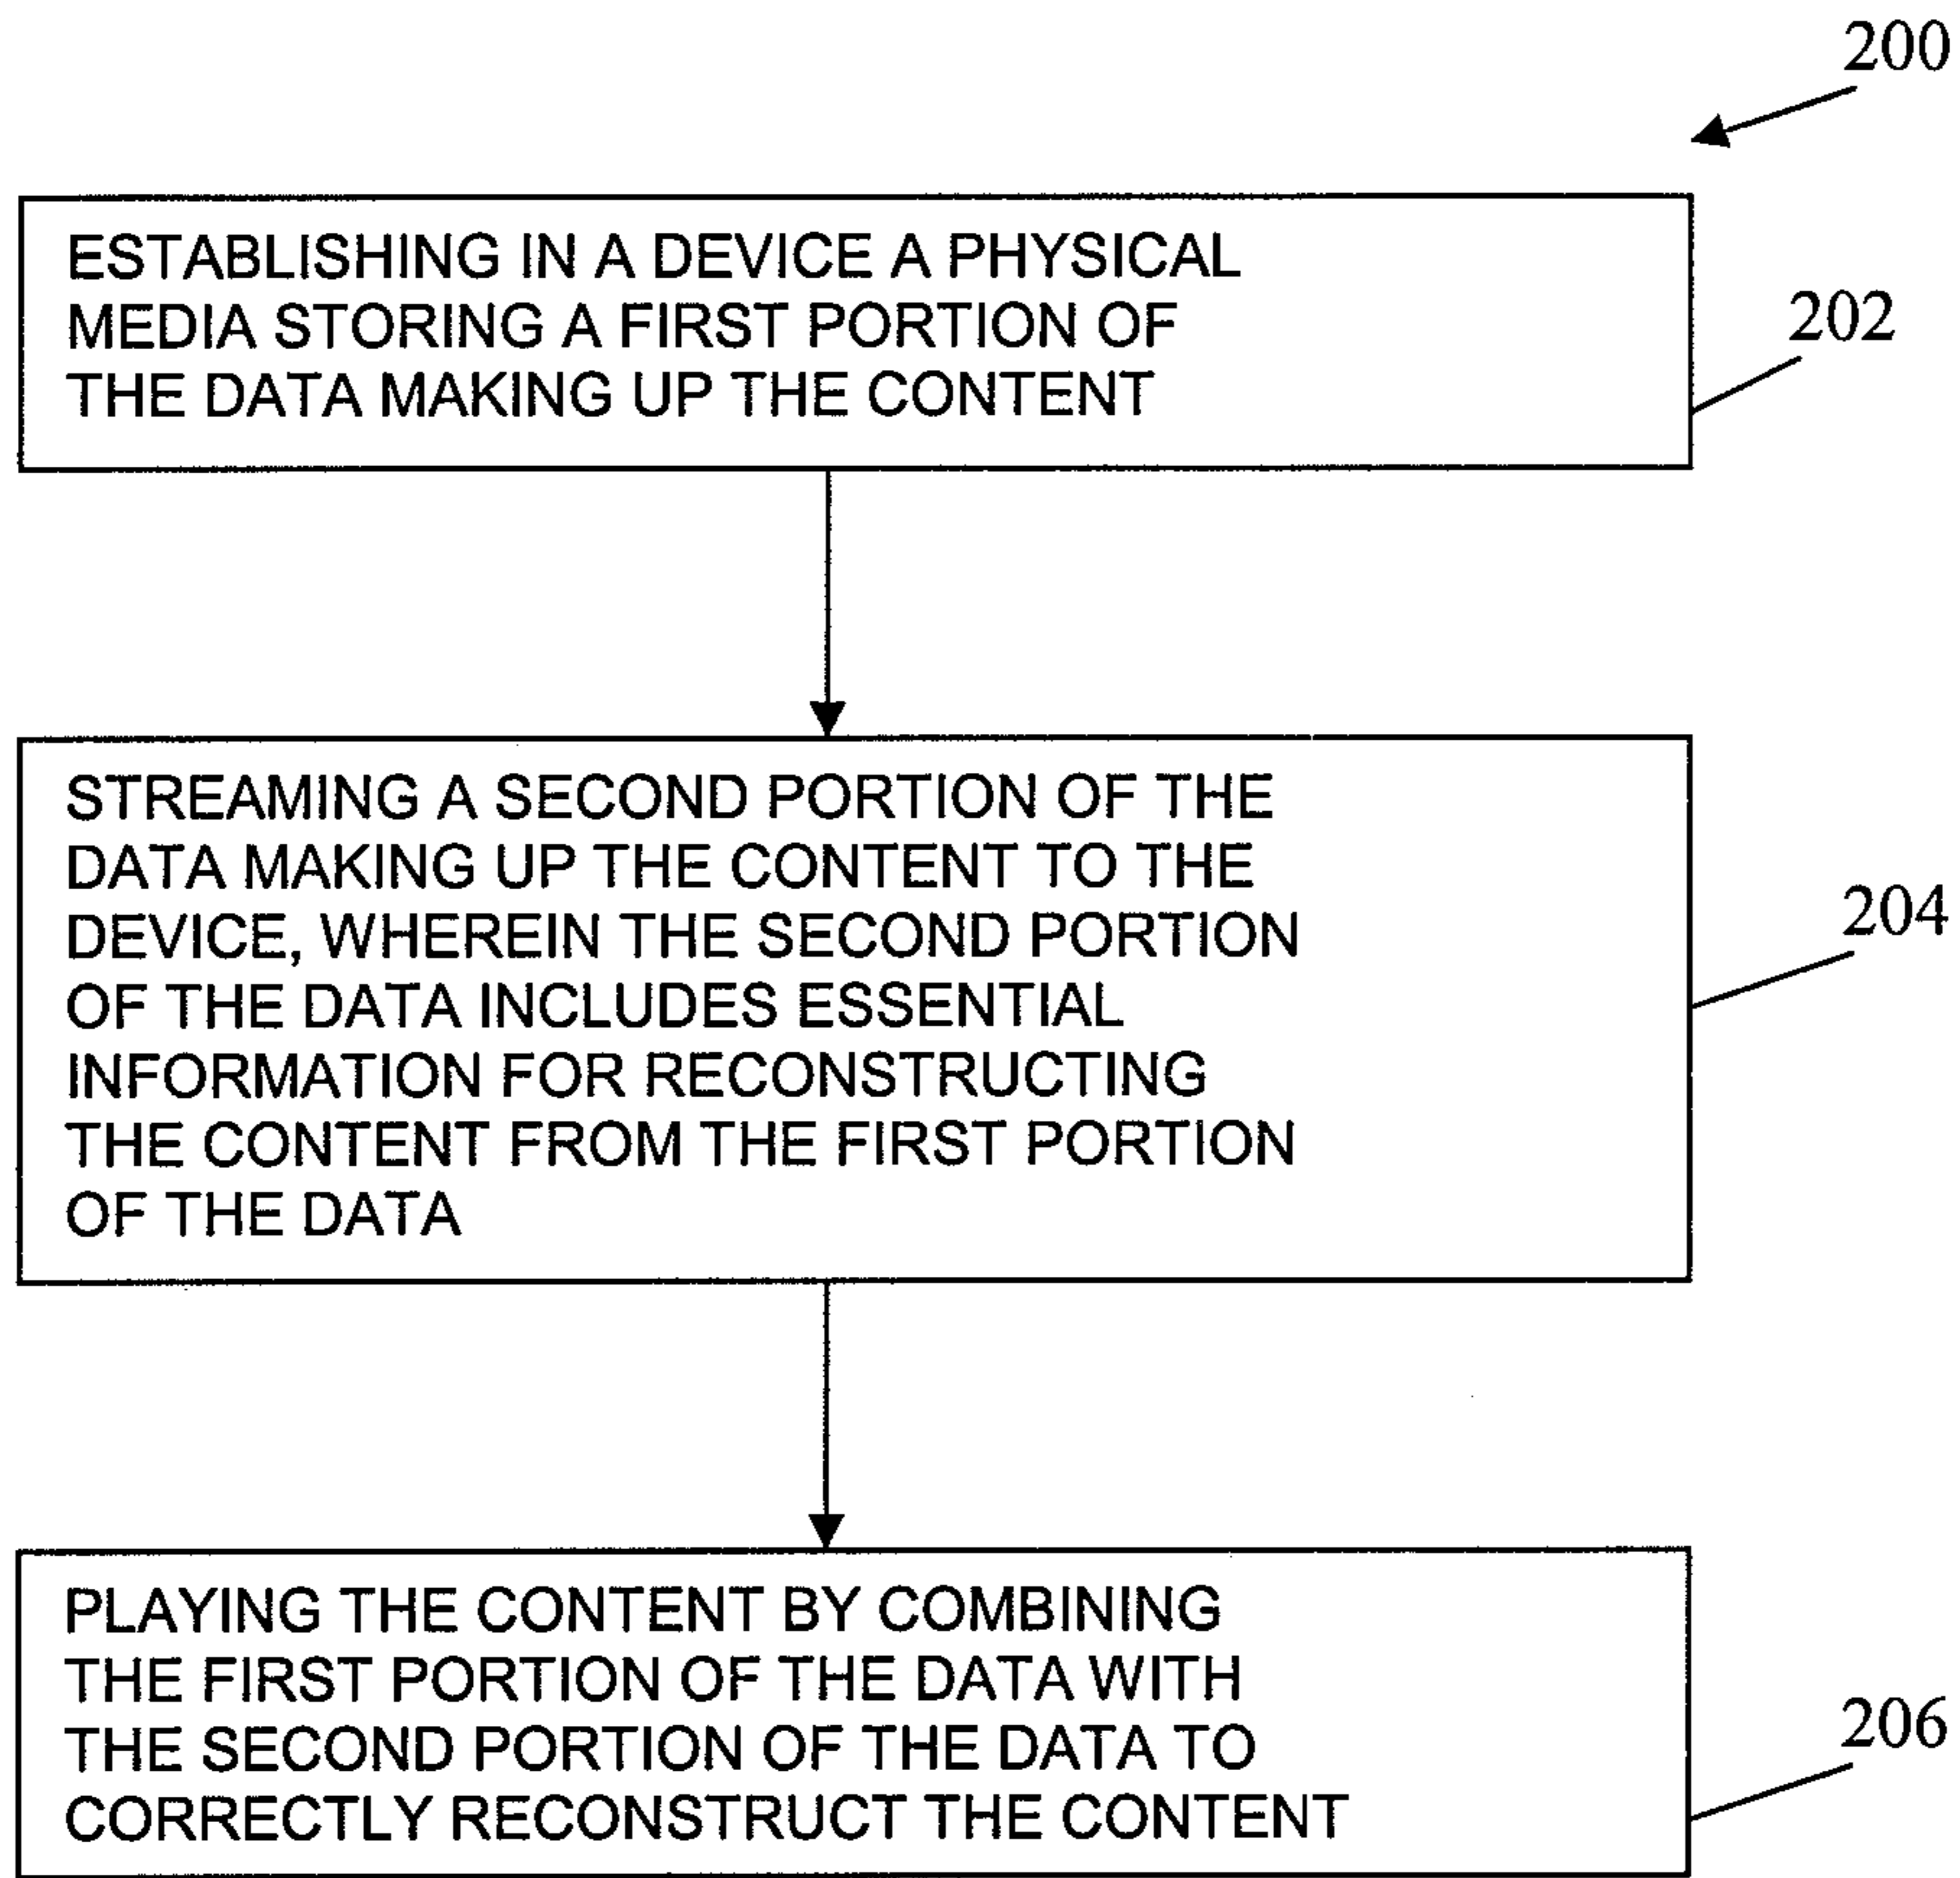 200
ESTABLISHING IN A DEVICE A PHYSICAL
MEDIA STORING A FIRST PORTION OF
THE DATA MAKING UP THE CONTENT
202
STREAMING A SECOND PORTION OF THE
DATA MAKING UP THE CONTENT TO THE
DEVICE, WHEREIN THE SECOND PORTION
OF THE DATA INCLUDES ESSENTIAL
INFORMATION FOR RECONSTRUCTING
THE CONTENT FROM THE FIRST PORTION
OF THE DATA
204
PLAYING THE CONTENT BY COMBINING
THE FIRST PORTION OF THE DATA WITH
THE SECOND PORTION OF THE DATA TO
CORRECTLY RECONSTRUCT THE CONTENT
206